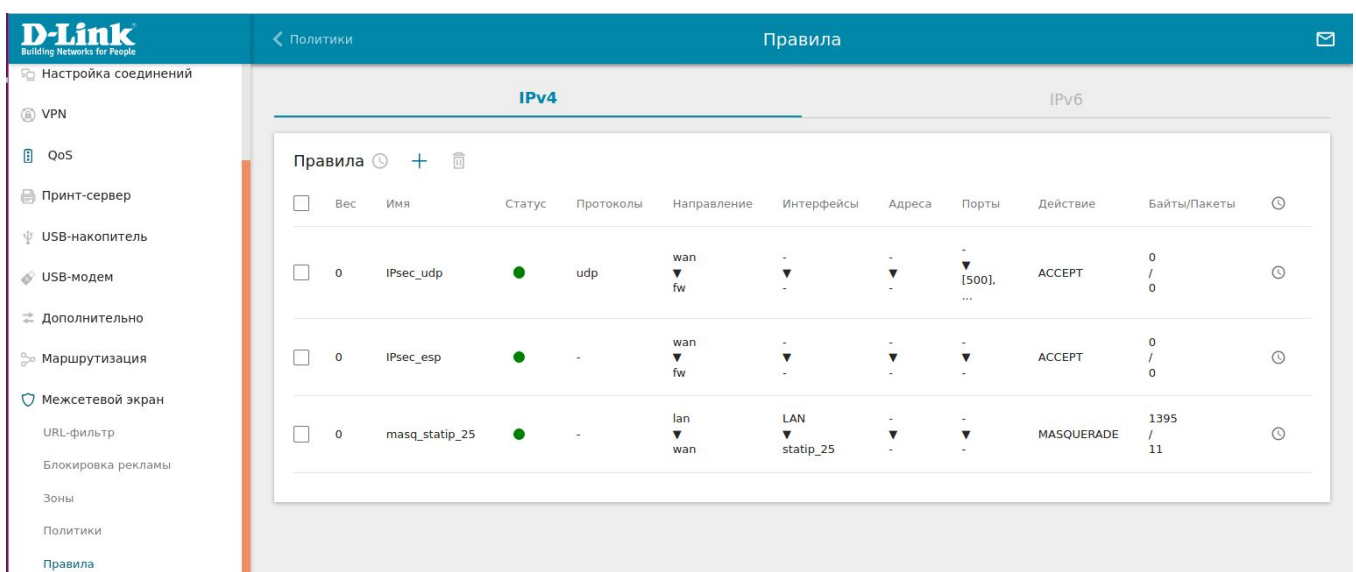 D-Link
Building Networks for People
Политики
Правила
Настройка соединений
VPN
QoS
Принт-сервер
USB-накопитель
USB-модем
Дополнительно
Маршрутизация
Межсетевой экран
URL-фильтр
Блокировка рекламы
Зоны
Политики
Правила
IPv4 IPv6
Правила
Вес Имя Статус Протоколы Направление Интерфейсы Адреса Порты Действие Байты/Пакеты
-
wan - - ▼ 0
0 IPsec_udp udp ▼ ▼ ▼ [500], ACCEPT /
fw - - ... 0
wan - - - 0
0 IPsec_esp - ▼ ▼ ▼ ▼ ACCEPT /
fw - - - 0
lan LAN - - 1395
0 masq_statip_25 - ▼ ▼ ▼ ▼ MASQUERADE /
wan statip_25 - - 11